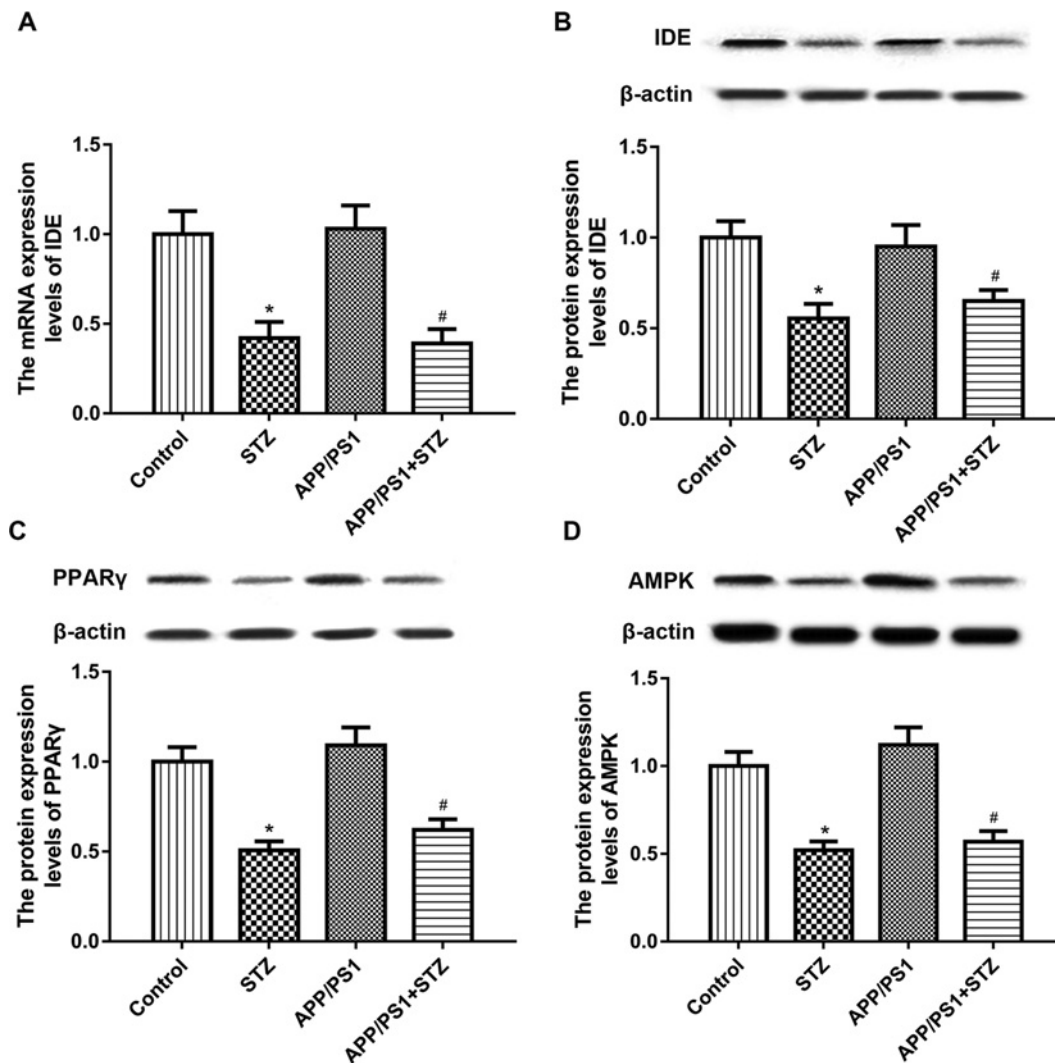 A
The mRNA expression
levels of IDE
1.5
1.0
0.5
0.0
*
#
Control
STZ
APP/PS1
APP/PS1+STZ
B
IDE
β-actin
The protein expression
levels of IDE
1.5
1.0
0.5
0.0
*
#
Control
STZ
APP/PS1
APP/PS1+STZ
C
PPARγ
β-actin
The protein expression
levels of PPARγ
1.5
1.0
0.5
0.0
*
#
Control
STZ
APP/PS1
APP/PS1+STZ
D
AMPK
β-actin
The protein expression
levels of AMPK
1.5
1.0
0.5
0.0
*
#
Control
STZ
APP/PS1
APP/PS1+STZ